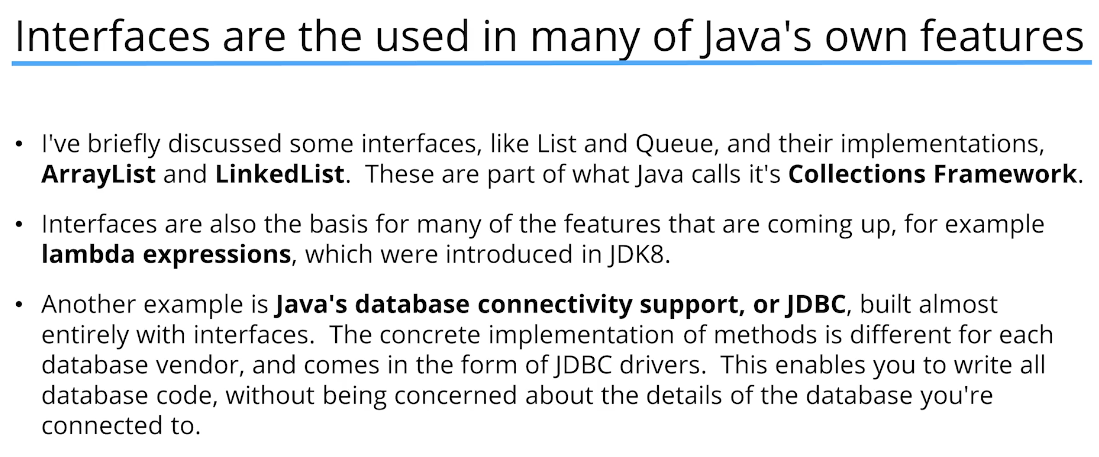 Interfaces are the used in many of Java's own features
• I've briefly discussed some interfaces, like List and Queue, and their implementations,
ArrayList and LinkedList.  These are part of what Java calls it's Collections Framework.
• Interfaces are also the basis for many of the features that are coming up, for example
lambda expressions, which were introduced in JDK8.
• Another example is Java's database connectivity support, or JDBC, built almost
entirely with interfaces.  The concrete implementation of methods is different for each
database vendor, and comes in the form of JDBC drivers.  This enables you to write all
database code, without being concerned about the details of the database you're
connected to.